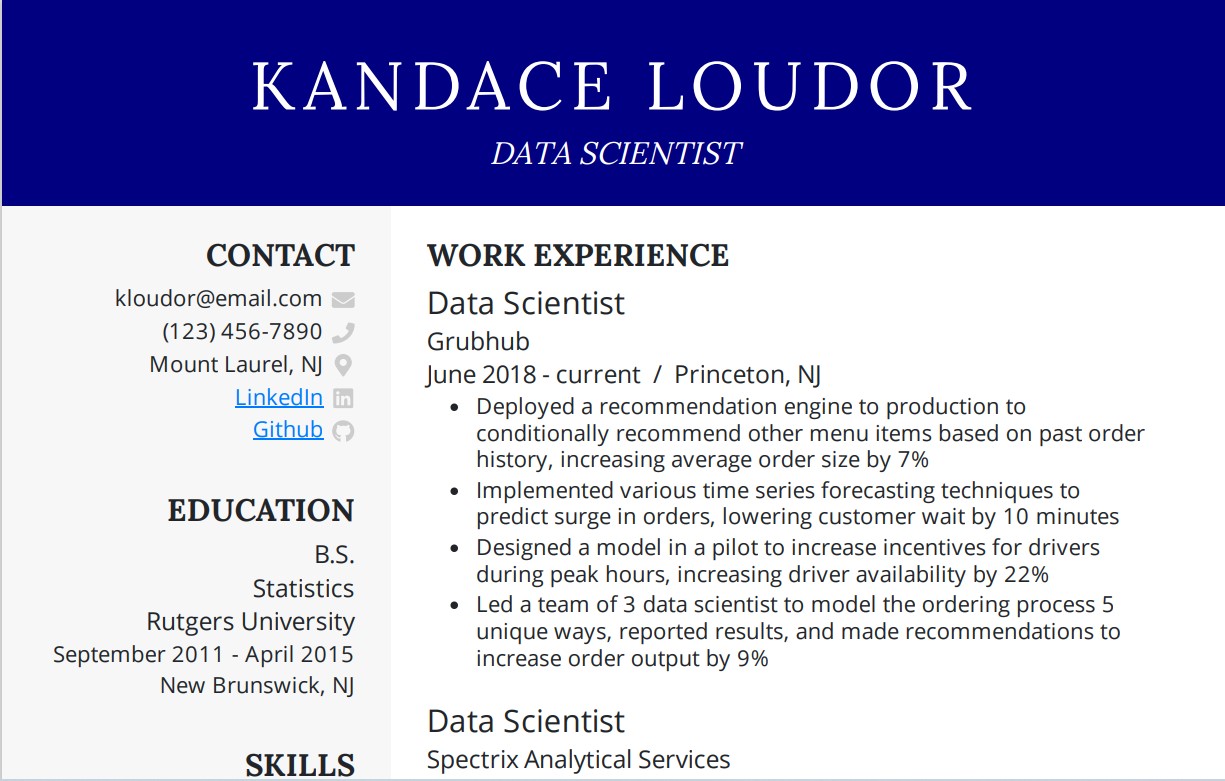 KANDACE LOUDOR
DATA SCIENTIST
CONTACT
kloudor@email.com
(123) 456-7890
Mount Laurel, NJ
LinkedIn
Github
EDUCATION
B.S.
Statistics
Rutgers University
September 2011 - April 2015
New Brunswick, NJ
SKILLS
WORK EXPERIENCE
Data Scientist
Grubhub
June 2018 - current / Princeton, NJ
• Deployed a recommendation engine to production to
conditionally recommend other menu items based on past order
history, increasing average order size by 7%
• Implemented various time series forecasting techniques to
predict surge in orders, lowering customer wait by 10 minutes
• Designed a model in a pilot to increase incentives for drivers
during peak hours, increasing driver availability by 22%
• Led a team of 3 data scientist to model the ordering process 5
unique ways, reported results, and made recommendations to
increase order output by 9%
Data Scientist
Spectrix Analytical Services